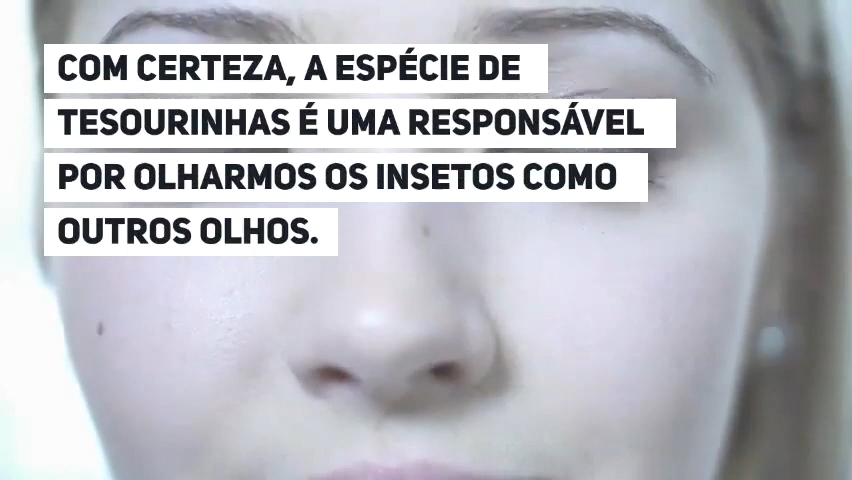 COM CERTEZA, A ESPÉCIE DE
TESOURINHAS É UMA RESPONSÁVEL
POR OLHARMOS OS INSETOS COMO
OUTROS OLHOS.